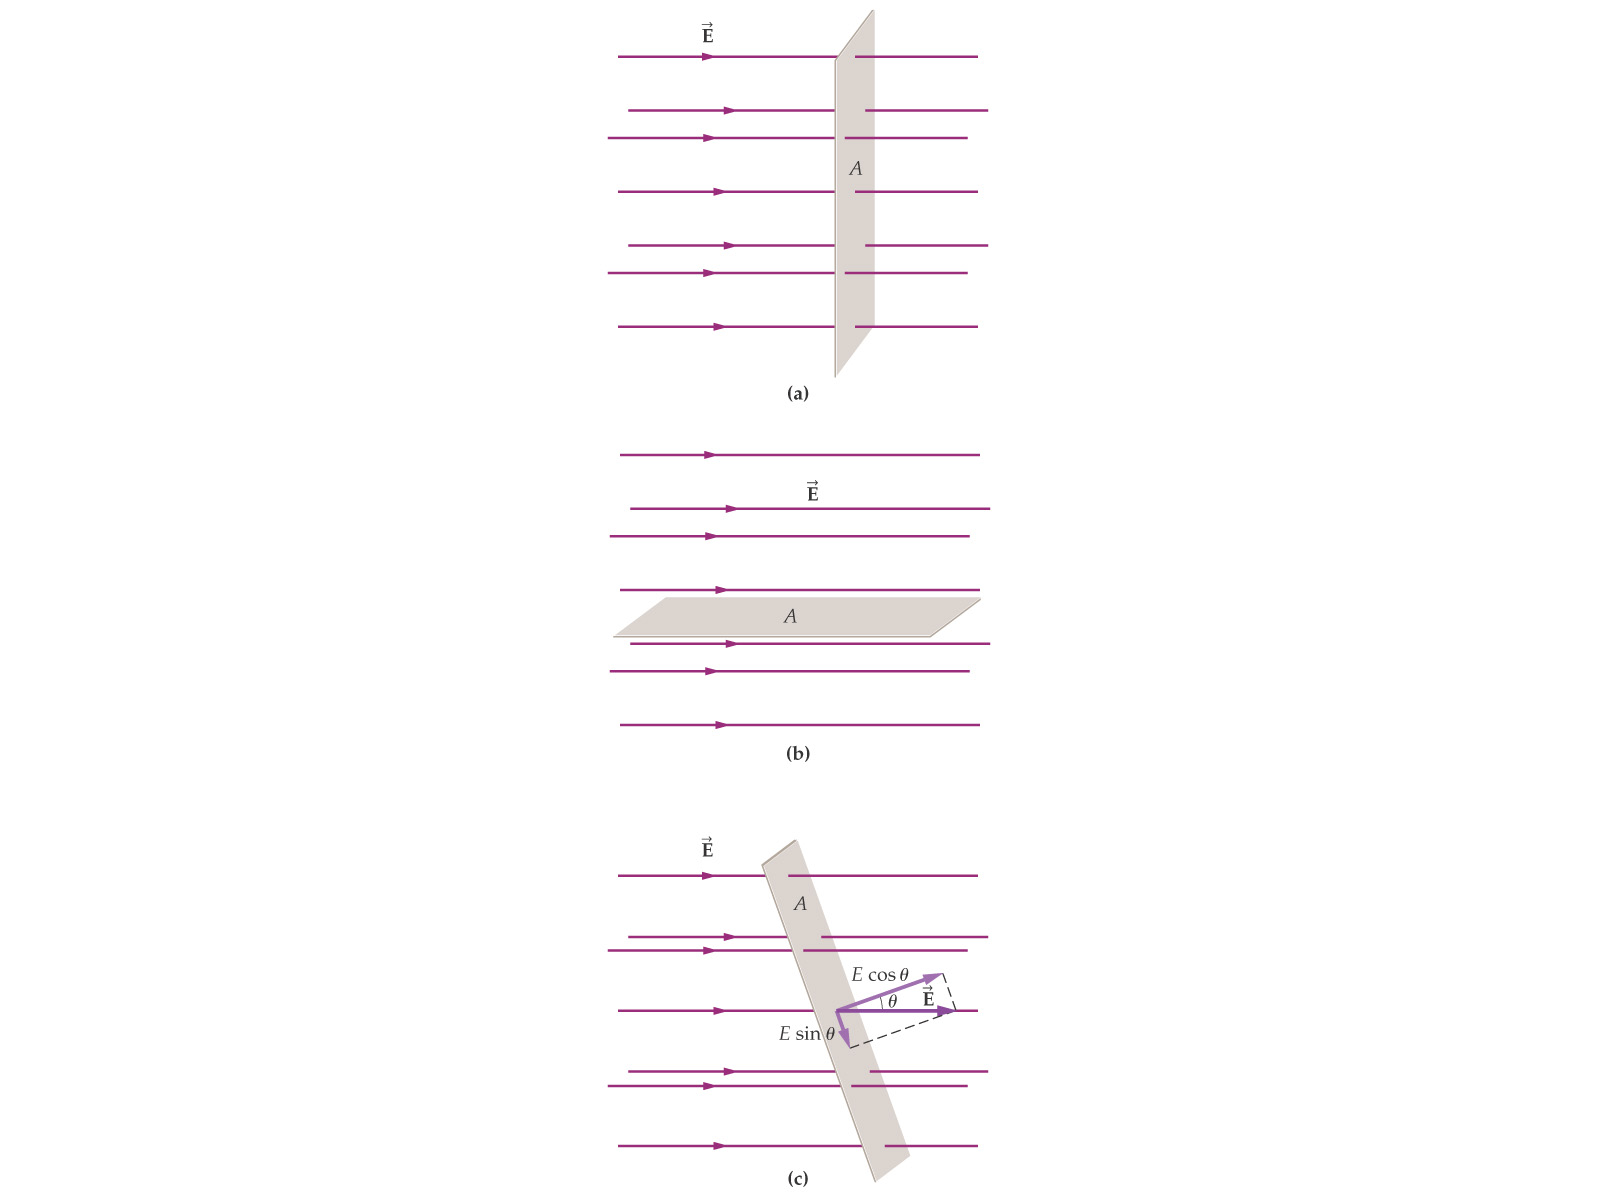 E⃗
A
(a)
E⃗
A
(b)
E⃗
A
E cos θ
θ
E⃗
E sin θ
(c)